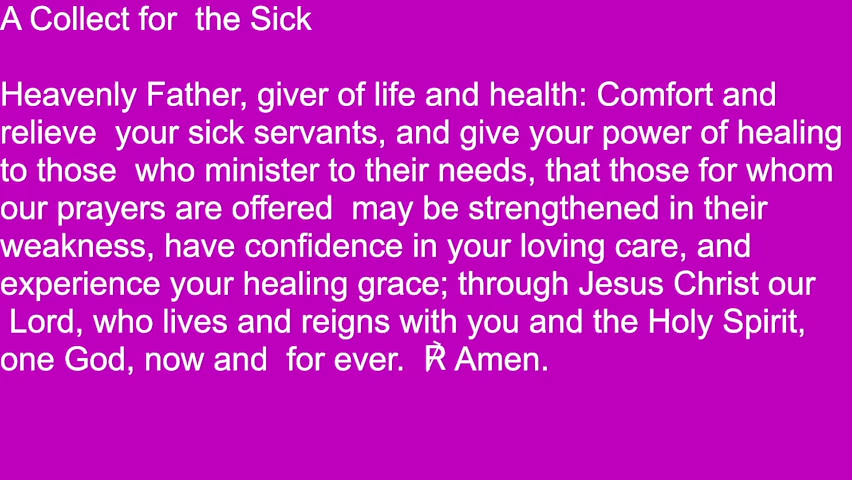 A Collect for  the Sick
Heavenly Father, giver of life and health: Comfort and
relieve  your sick servants, and give your power of healing
to those  who minister to their needs, that those for whom
our prayers are offered  may be strengthened in their
weakness, have confidence in your loving care, and
experience your healing grace; through Jesus Christ our
 Lord, who lives and reigns with you and the Holy Spirit,
one God, now and  for ever.  ℟ Amen.